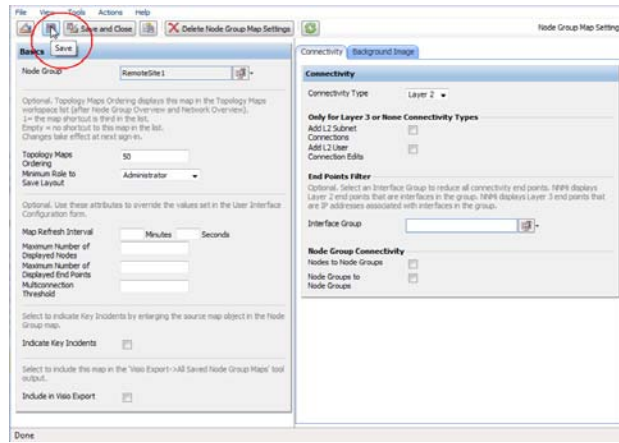 File View Tools Actions Help
Save and Close Delete Node Group Map Settings Node Group Map Setting
Save
Basics
Node Group RemoteSite1
Optional. Topology Maps Ordering displays this map in the Topology Maps
workspace list (after Node Group Overview and Network Overview).
1= the map shortcut is third in the list.
Empty = no shortcut to this map in the list.
Changes take effect at next sign-in.
Topology Maps
Ordering
50
Minimum Role to
Save Layout
Administrator
Optional. Use these attributes to override the values set in the User Interface
Configuration form.
Map Refresh Interval Minutes Seconds
Maximum Number of
Displayed Nodes
Maximum Number of
Displayed End Points
Multiconnection
Threshold
Select to indicate Key Incidents by enlarging the source map object in the Node
Group map.
Indicate Key Incidents
Select to include this map in the 'Visio Export->All Saved Node Group Maps' tool
output.
Include in Visio Export
Connectivity Background Image
Connectivity
Connectivity Type Layer 2
Only for Layer 3 or None Connectivity Types
Add L2 Subnet
Connections
Add L2 User
Connection Edits
End Points Filter
Optional. Select an Interface Group to reduce all connectivity end points. NNMi displays
Layer 2 end points that are interfaces in the group. NNMi displays Layer 3 end points that
are IP addresses associated with interfaces in the group.
Interface Group
Node Group Connectivity
Nodes to Node Groups
Node Groups to
Node Groups
Done